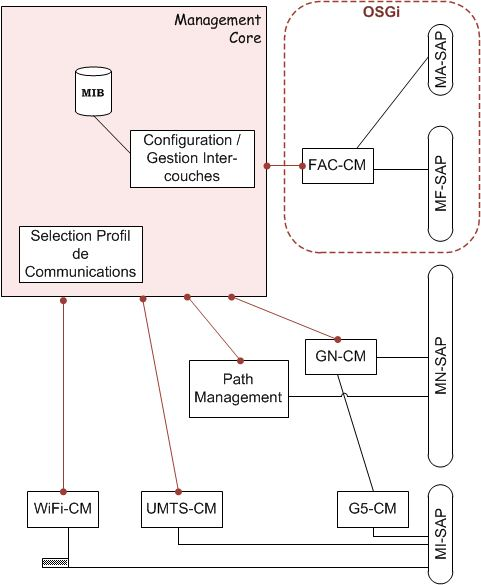 Management
Core
OSGi
MIB
Configuration /
Gestion Inter-
couches
FAC-CM
MA-SAP
MF-SAP
Selection Profil
de
Communications
GN-CM
Path
Management
MN-SAP
WiFi-CM
UMTS-CM
G5-CM
MI-SAP